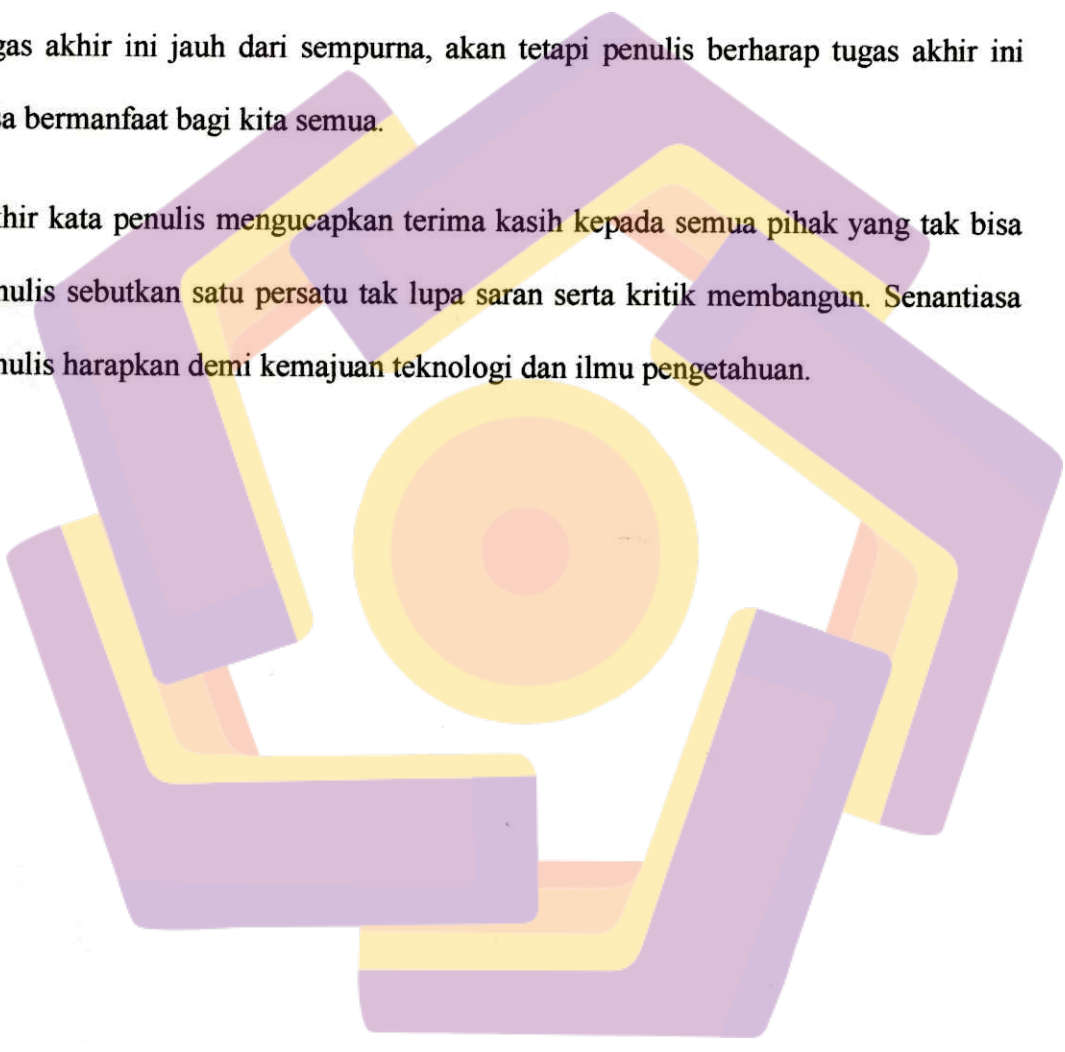 gas akhir ini jauh dari sempurna, akan tetapi penulis berharap tugas akhir ini
a bermanfaat bagi kita semua.
hir kata penulis mengucapkan terima kasih kepada semua pihak yang tak bisa
nulis sebutkan satu persatu tak lupa saran serta kritik membangun. Senantiasa
nulis harapkan demi kemajuan teknologi dan ilmu pengetahuan.